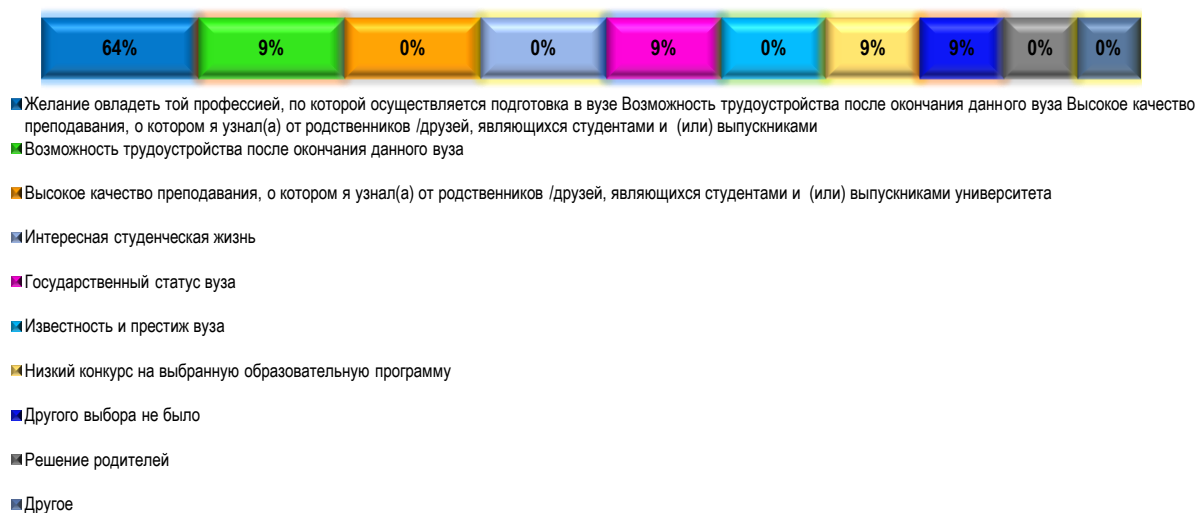 64% 9% 0% 0% 9% 0% 9% 9% 0% 0%
Желание овладеть той профессией, по которой осуществляется подготовка в вузе Возможность трудоустройства после окончания данного вуза Высокое качество
преподавания, о котором я узнал(а) от родственников /друзей, являющихся студентами и (или) выпускниками
Возможность трудоустройства после окончания данного вуза
Высокое качество преподавания, о котором я узнал(а) от родственников /друзей, являющихся студентами и (или) выпускниками университета
Интересная студенческая жизнь
Государственный статус вуза
Известность и престиж вуза
Низкий конкурс на выбранную образовательную программу
Другого выбора не было
Решение родителей
Другое